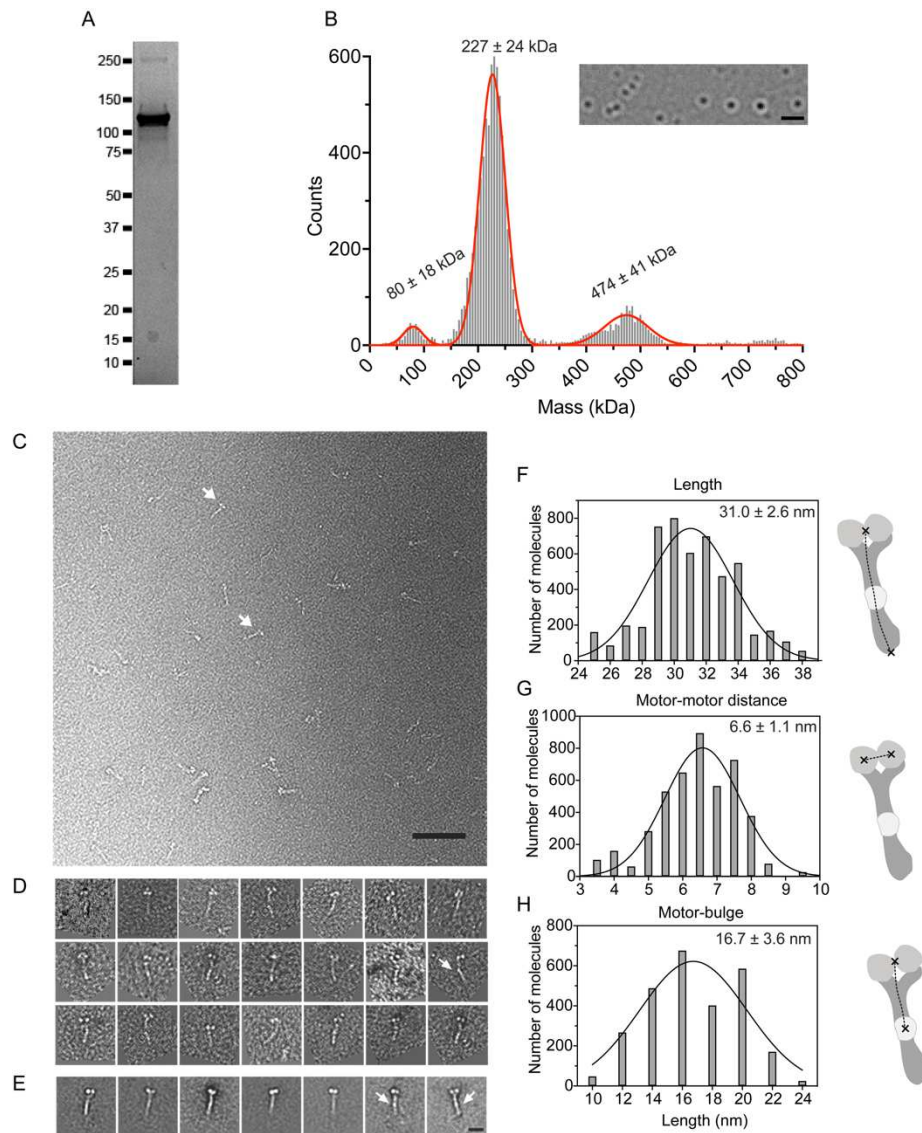 A
250
150
100
75
50
37
25
20
15
10
B
227 ± 24 kDa
80 ± 18 kDa
474 ± 41 kDa
Counts
600
400
200
0
0
100
200
300
400
500
600
700
800
Mass (kDa)
C
D
E
F
Length
31.0 ± 2.6 nm
Number of molecules
800
600
400
200
0
24 26 28 30 32 34 36 38
G
Motor-motor distance
6.6 ± 1.1 nm
Number of molecules
1000
800
600
400
200
0
3 4 5 6 7 8 9 10
H
Motor-bulge
16.7 ± 3.6 nm
Number of molecules
800
600
400
200
0
10 12 14 16 18 20 22 24
Length (nm)